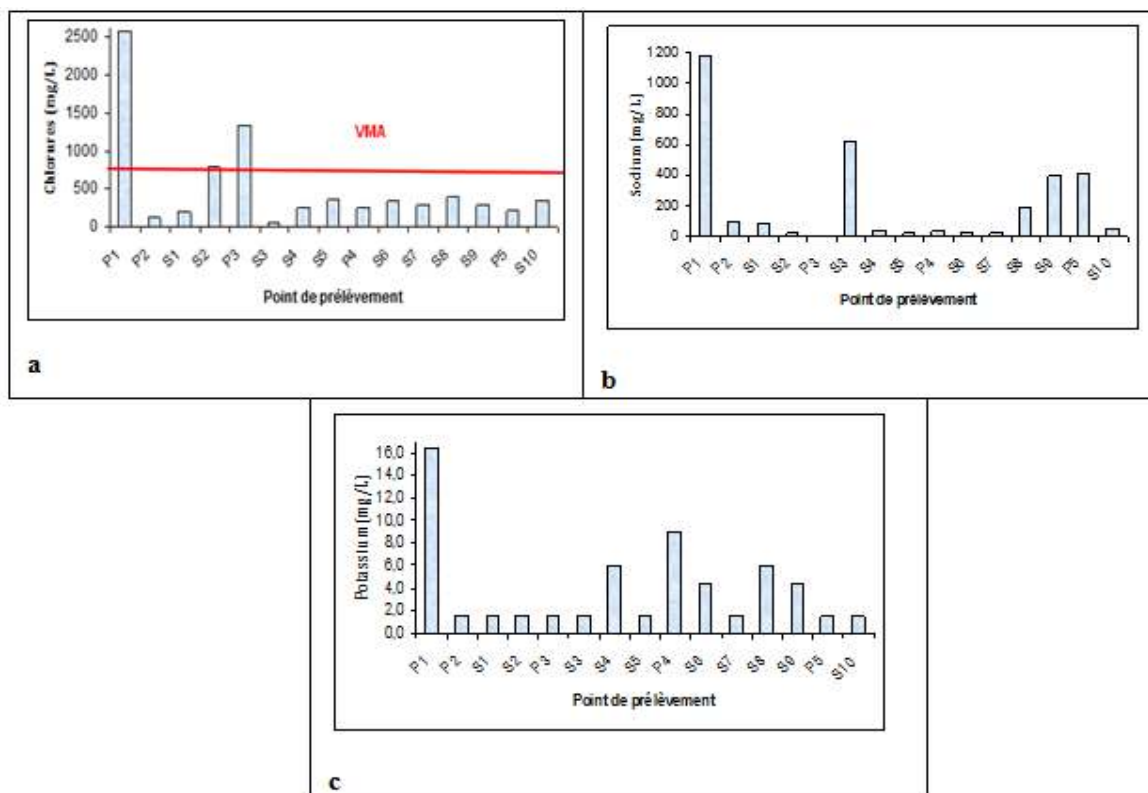 Chlorures (mg/L)
2500
2000
1500
1000
500
0
VMA
P1 P2 S1 S2 P3 S3 S4 S5 P4 S6 S7 S8 S9 P5 S10
Point de prélèvement
a
Sodium (mg/L)
1200
1000
800
600
400
200
0
P1 P2 S1 S2 P3 S3 S4 S5 P4 S6 S7 S8 S9 P5 S10
Point de prélèvement
b
Potassium (mg/L)
16,0
14,0
12,0
10,0
8,0
6,0
4,0
2,0
0,0
P1 P2 S1 S2 P3 S3 S4 S5 P4 S6 S7 S8 S9 P5 S10
Point de prélèvement
c